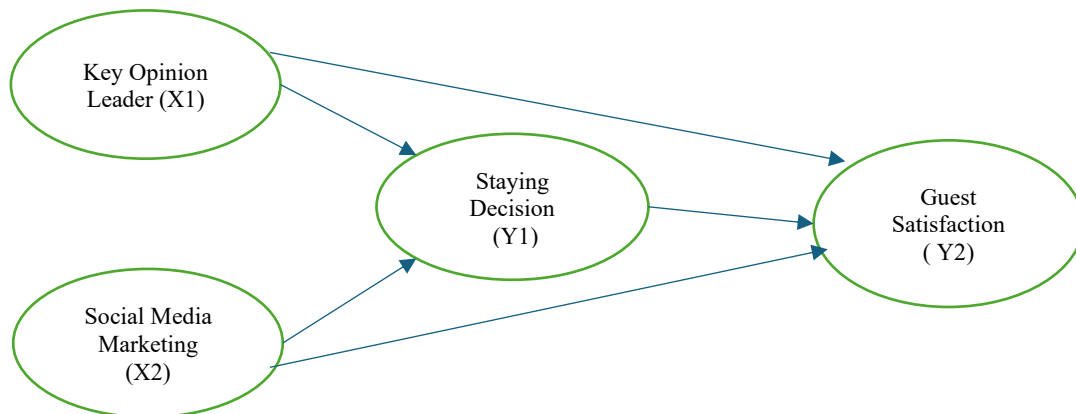 Key Opinion
Leader (X1)
Staying
Decision
(Y1)
Guest
Satisfaction
( Y2)
Social Media
Marketing
(X2)